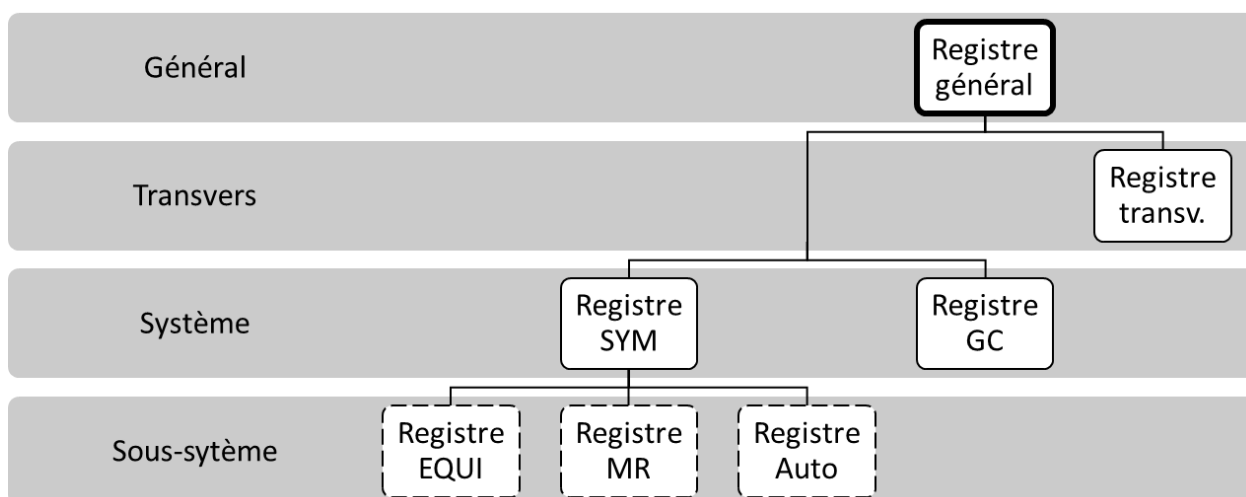 Général
Registre
général
Transvers
Registre
transv.
Système
Registre
SYM
Registre
GC
Sous-sytème
Registre
EQUI
Registre
MR
Registre
Auto